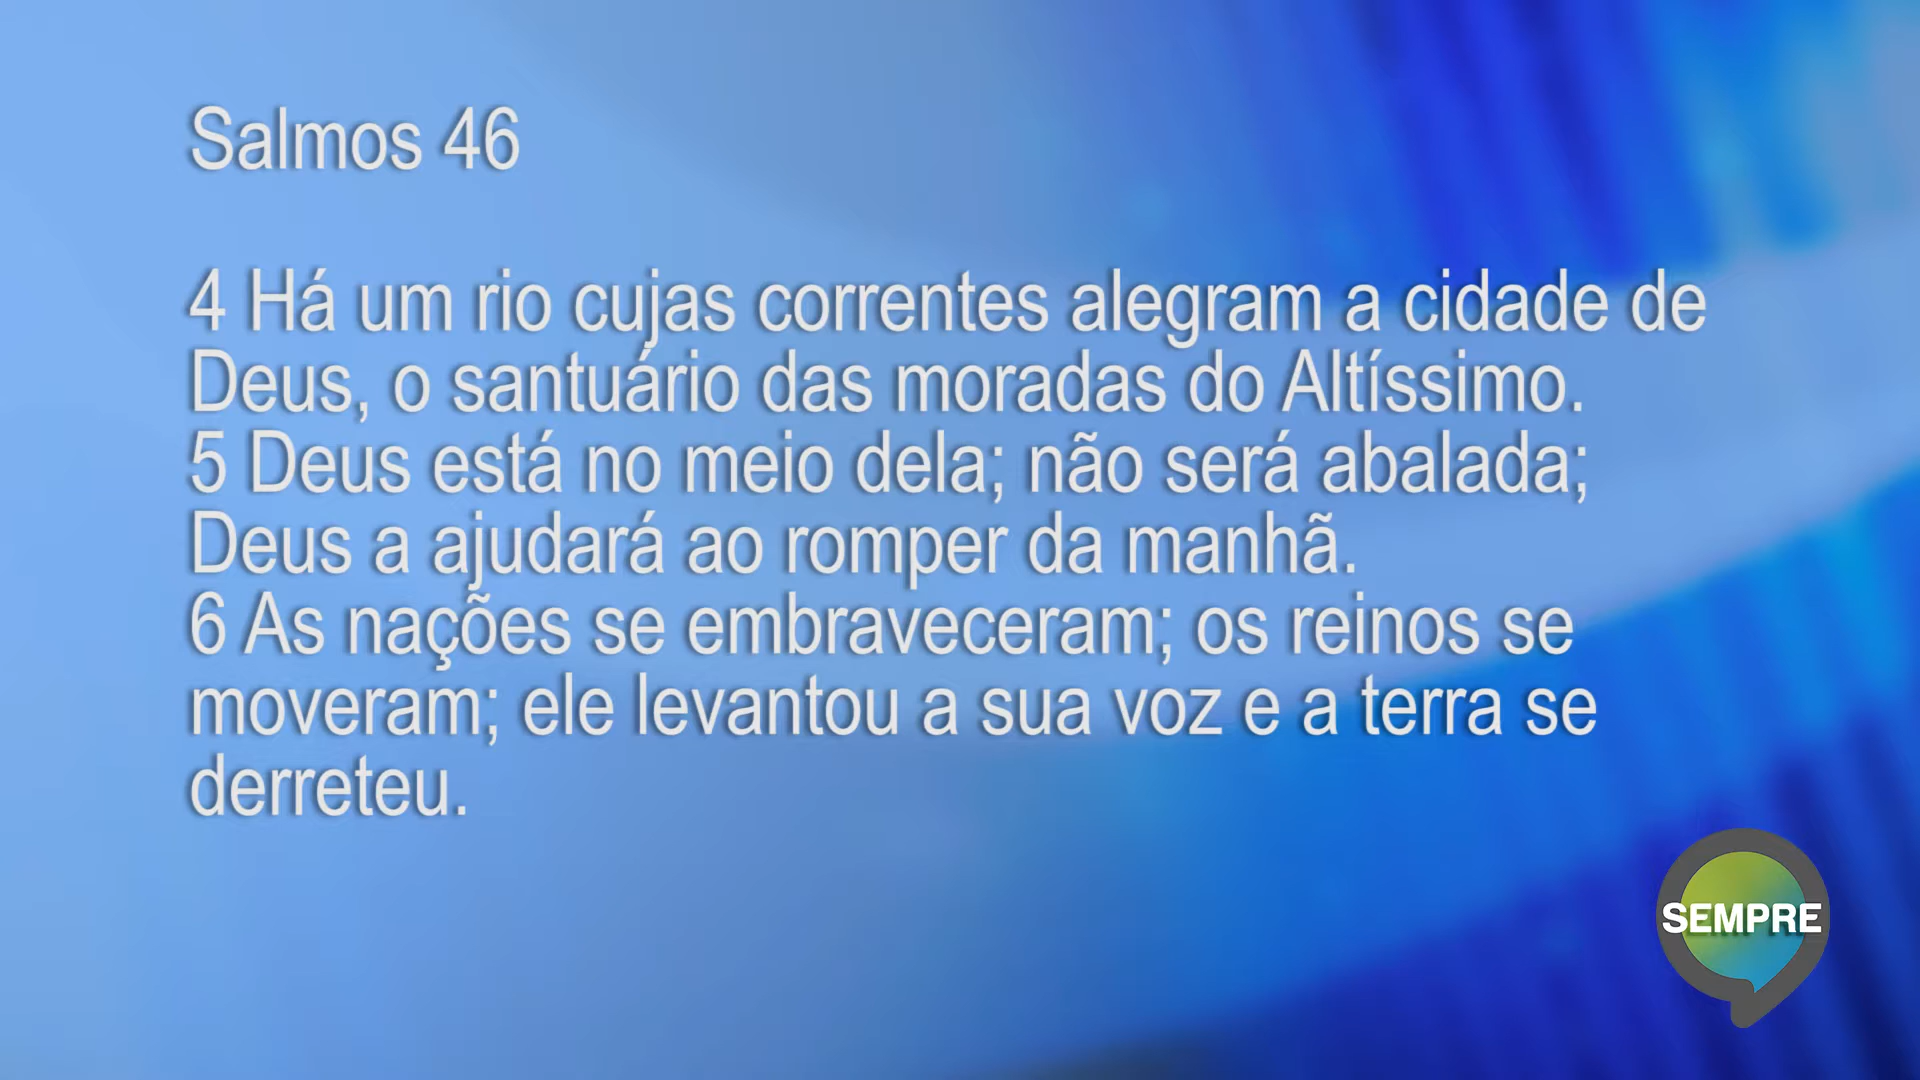 Salmos 46
4 Há um rio cujas correntes alegram a cidade de
Deus, o santuário das moradas do Altíssimo.
5 Deus está no meio dela; não será abalada;
Deus a ajudará ao romper da manhã.
6 As nações se embraveceram; os reinos se
moveram; ele levantou a sua voz e a terra se
derreteu.
SEMPRE